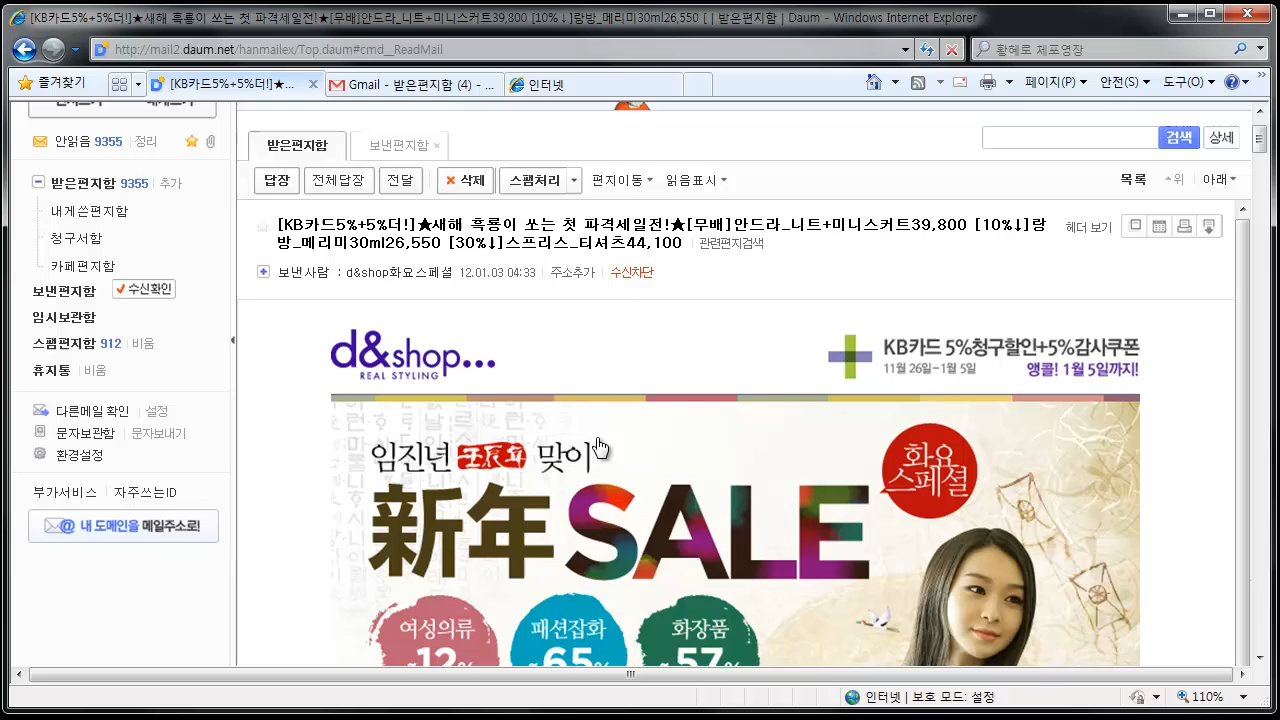 [KB카드5%+5%더!]★새해 흑룡이 쏘는 첫 파격세일전!★[무배]안드라_니트+미니스커트39,800 [10%↓]랑방_메리미30ml26,550 [ | 받은편지함 | Daum - Windows Internet Explorer
http://mail2.daum.net/hanmailex/Top.daum#cmd__ReadMail
황혜로 체포영장
즐겨찾기
[KB카드5%+5%더!]★...
Gmail - 받은편지함 (4) - ...
인터넷
페이지(P)
안전(S)
도구(O)
안읽음 9355 정리
받은편지함 9355 추가
내게쓴편지함
청구서함
카페편지함
보낸편지함 수신확인
임시보관함
스팸편지함 912 비움
휴지통 비움
다른메일 확인 설정
문자보관함 문자보내기
환경설정
부가서비스 자주쓰는ID
@ 내 도메인을 메일주소로!
받은편지함
보낸편지함
검색
상세
답장
전체답장
전달
삭제
스팸처리
편지이동
읽음표시
목록
위
아래
[KB카드5%+5%더!]★새해 흑룡이 쏘는 첫 파격세일전!★[무배]안드라_니트+미니스커트39,800 [10%↓]랑
방_메리미30ml26,550 [30%↓]스프리스_티셔츠44,100 관련편지검색
헤더 보기
보낸사람 : d&shop화요스페셜 12.01.03 04:33 주소추가 수신차단
d&shop...
REAL STYLING
KB카드 5%청구할인+5%감사쿠폰
11월 26일~1월 5일 앵콜! 1월 5일까지!
임진년 壬辰年 맞이
화요
스페셜
新年SALE
여성의류
패션잡화
화장품
~12%
~65%
~57%
인터넷 | 보호 모드: 설정
110%